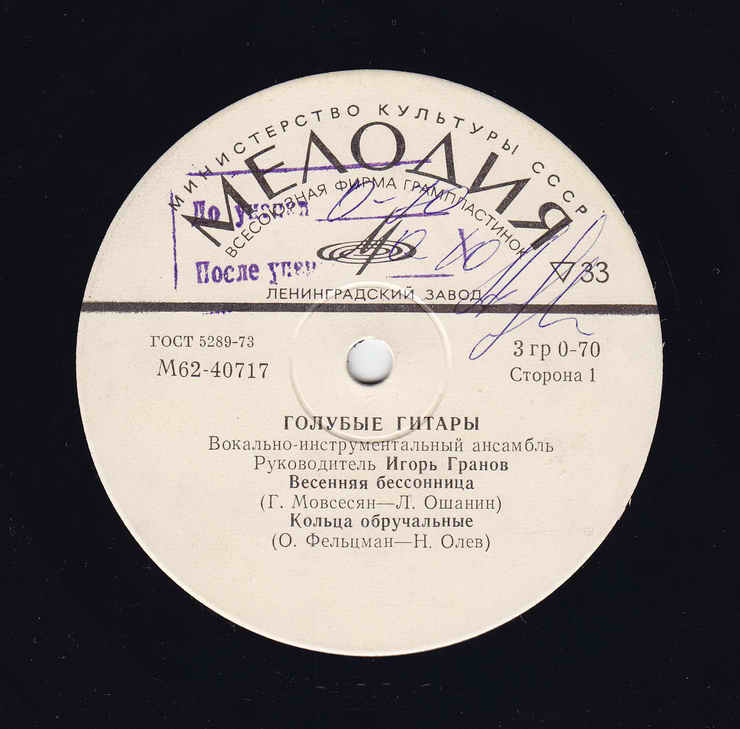 МИНИСТЕРСТВО КУЛЬТУРЫ СССР
МЕЛОДИЯ
ВСЕСОЮЗНАЯ ФИРМА ГРАМПЛАСТИНОК
До
0-70
После
33
ЛЕНИНГРАДСКИЙ ЗАВОД
ГОСТ 5289-73
3 гр 0-70
М62-40717
Сторона 1
ГОЛУБЫЕ ГИТАРЫ
Вокально-инструментальный ансамбль
Руководитель Игорь Гранов
Весенняя бессонница
(Г. Мовсесян—Л. Ошанин)
Кольца обручальные
(О. Фельцман—Н. Олев)